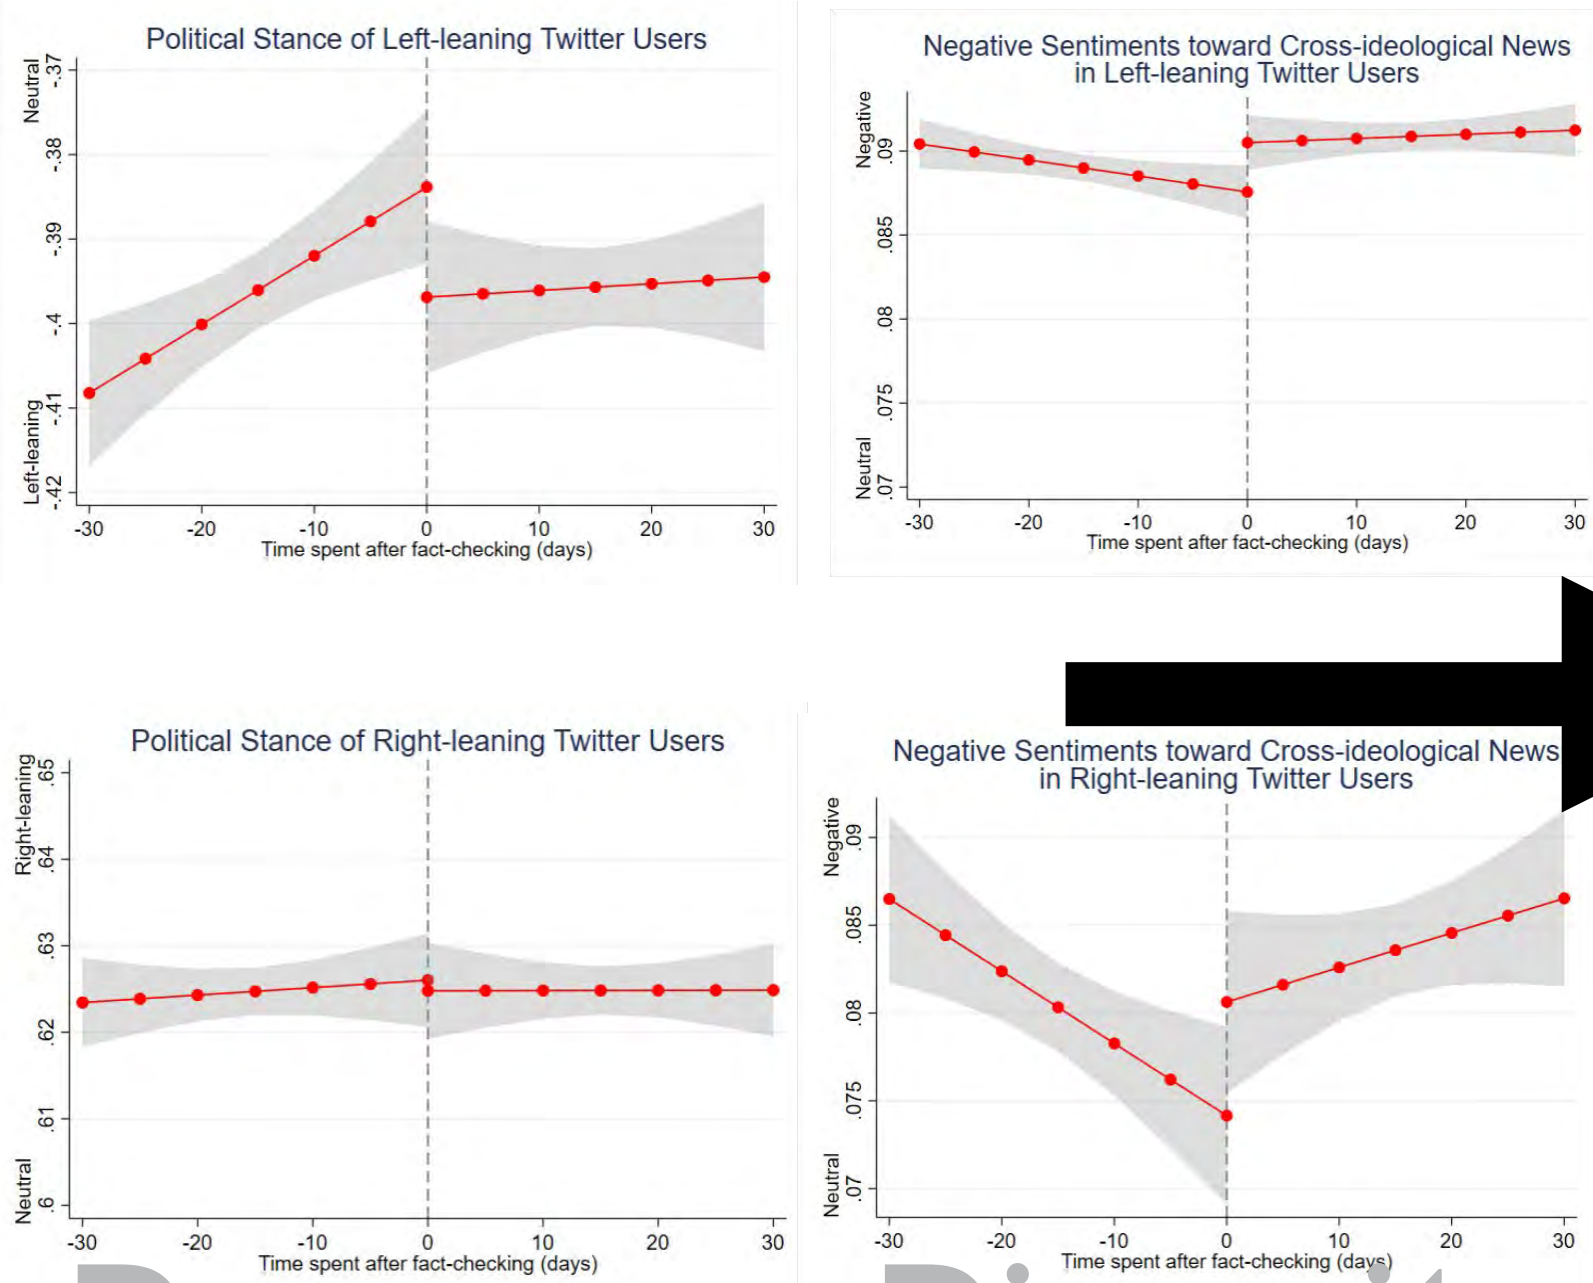 Political Stance of Left-leaning Twitter Users
Neutral
Left-leaning
-.37
-.38
-.39
-.4
-.41
-.42
-30 -20 -10 0 10 20 30
Time spent after fact-checking (days)
Negative Sentiments toward Cross-ideological News
in Left-leaning Twitter Users
Negative
Neutral
.09
.085
.08
.075
.07
-30 -20 -10 0 10 20 30
Time spent after fact-checking (days)
Political Stance of Right-leaning Twitter Users
Right-leaning
Neutral
.65
.64
.63
.62
.61
.6
-30 -20 -10 0 10 20 30
Time spent after fact-checking (days)
Negative Sentiments toward Cross-ideological News
in Right-leaning Twitter Users
Negative
Neutral
.09
.085
.08
.075
.07
-30 -20 -10 0 10 20 30
Time spent after fact-checking (days)